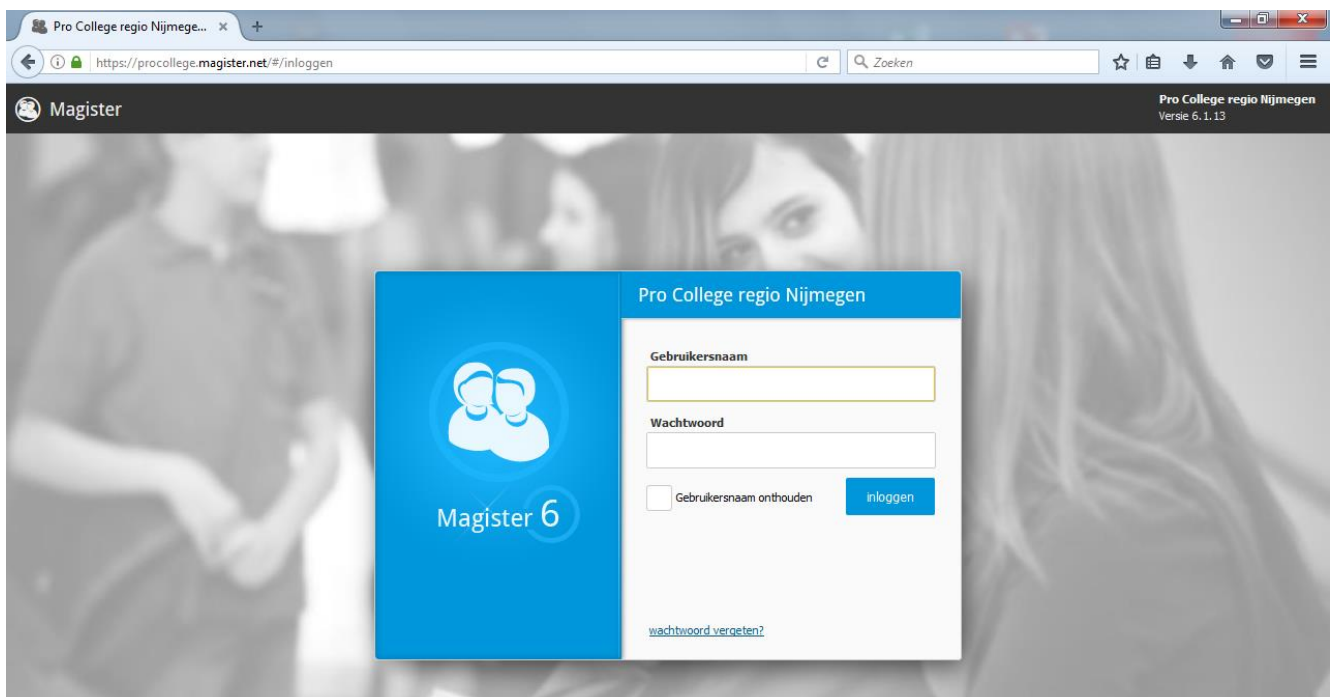 Pro College regio Nijmege...
https://procollege.magister.net/#/inloggen
Zoeken
Magister
Pro College regio Nijmegen
Versie 6.1.13
Pro College regio Nijmegen
Gebruikersnaam
Wachtwoord
Gebruikersnaam onthouden
inloggen
Magister 6
wachtwoord vergeten?